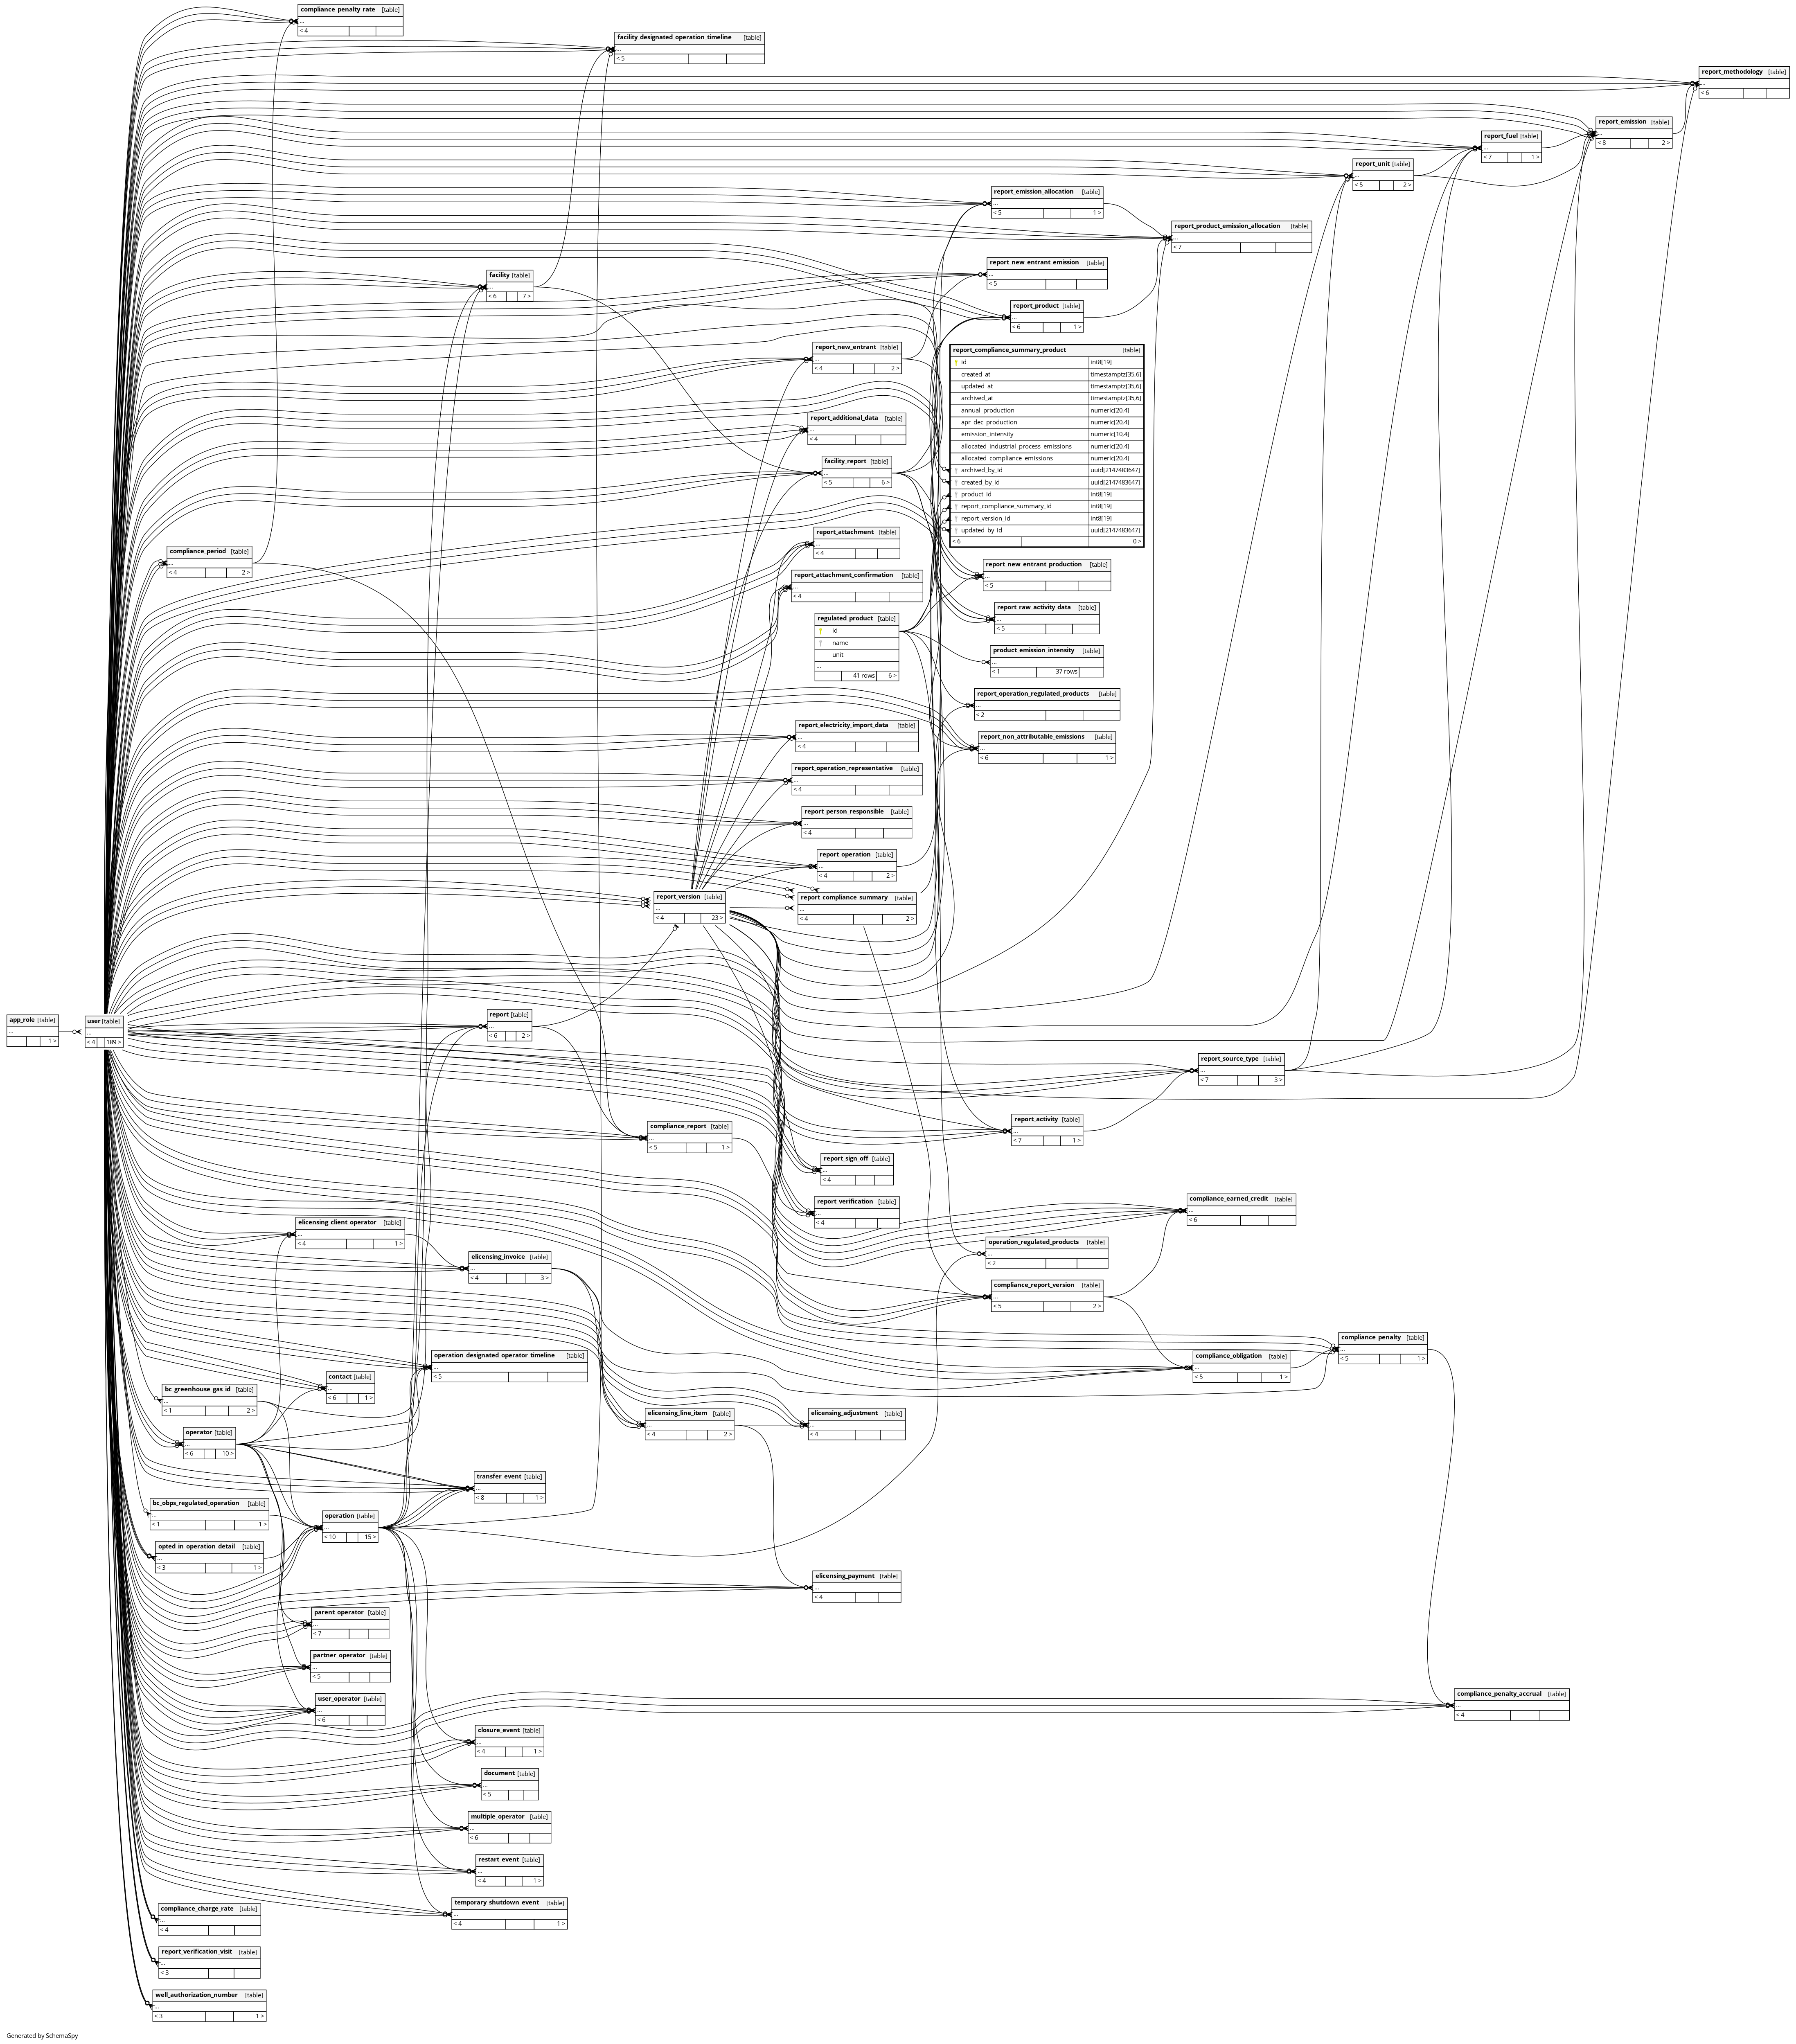 compliance_penalty_rate [table]
...
< 4
facility_designated_operation_timeline [table]
...
< 5
report_methodology [table]
...
< 6
report_emission [table]
...
< 8 2 >
report_fuel [table]
...
< 7 1 >
report_unit [table]
...
< 5 2 >
report_emission_allocation [table]
...
< 5 1 >
report_product_emission_allocation [table]
...
< 7
report_new_entrant_emission [table]
...
< 5
facility [table]
...
< 6 7 >
report_product [table]
...
< 6 1 >
report_new_entrant [table]
...
< 4 2 >
report_compliance_summary_product [table]
id int8[19]
created_at timestamptz[35,6]
updated_at timestamptz[35,6]
archived_at timestamptz[35,6]
annual_production numeric[20,4]
apr_dec_production numeric[20,4]
emission_intensity numeric[10,4]
allocated_industrial_process_emissions numeric[20,4]
allocated_compliance_emissions numeric[20,4]
archived_by_id uuid[2147483647]
created_by_id uuid[2147483647]
product_id int8[19]
report_compliance_summary_id int8[19]
report_version_id int8[19]
updated_by_id uuid[2147483647]
< 6 0 >
report_additional_data [table]
...
< 4
facility_report [table]
...
< 5 6 >
report_attachment [table]
...
< 4
compliance_period [table]
...
< 4 2 >
report_new_entrant_production [table]
...
< 5
report_attachment_confirmation [table]
...
< 4
report_raw_activity_data [table]
...
< 5
regulated_product [table]
id
name
unit
...
41 rows 6 >
product_emission_intensity [table]
...
< 1 37 rows
report_operation_regulated_products [table]
...
< 2
report_electricity_import_data [table]
...
< 4
report_non_attributable_emissions [table]
...
< 6 1 >
report_operation_representative [table]
...
< 4
report_person_responsible [table]
...
< 4
report_operation [table]
...
< 4 2 >
report_version [table]
...
< 4 23 >
report_compliance_summary [table]
...
< 4 2 >
app_role [table]
...
1 >
user [table]
...
< 4 189 >
report [table]
...
< 6 2 >
report_source_type [table]
...
< 7 3 >
report_activity [table]
...
< 7 1 >
compliance_report [table]
...
< 5 1 >
report_sign_off [table]
...
< 4
report_verification [table]
...
< 4
compliance_earned_credit [table]
...
< 6
elicensing_client_operator [table]
...
< 4 1 >
operation_regulated_products [table]
...
< 2
elicensing_invoice [table]
...
< 4 3 >
compliance_report_version [table]
...
< 5 2 >
compliance_penalty [table]
...
< 5 1 >
operation_designated_operator_timeline [table]
...
< 5
compliance_obligation [table]
...
< 5 1 >
contact [table]
...
< 6 1 >
bc_greenhouse_gas_id [table]
...
< 1 2 >
elicensing_line_item [table]
...
< 4 2 >
elicensing_adjustment [table]
...
< 4
operator [table]
...
< 6 10 >
transfer_event [table]
...
< 8 1 >
bc_obps_regulated_operation [table]
...
< 1 1 >
operation [table]
...
< 10 15 >
opted_in_operation_detail [table]
...
< 3 1 >
elicensing_payment [table]
...
< 4
parent_operator [table]
...
< 7
partner_operator [table]
...
< 5
compliance_penalty_accrual [table]
...
< 4
user_operator [table]
...
< 6
closure_event [table]
...
< 4 1 >
document [table]
...
< 5
multiple_operator [table]
...
< 6
restart_event [table]
...
< 4 1 >
temporary_shutdown_event [table]
...
< 4 1 >
compliance_charge_rate [table]
...
< 4
report_verification_visit [table]
...
< 3
well_authorization_number [table]
...
< 3 1 >
Generated by SchemaSpy